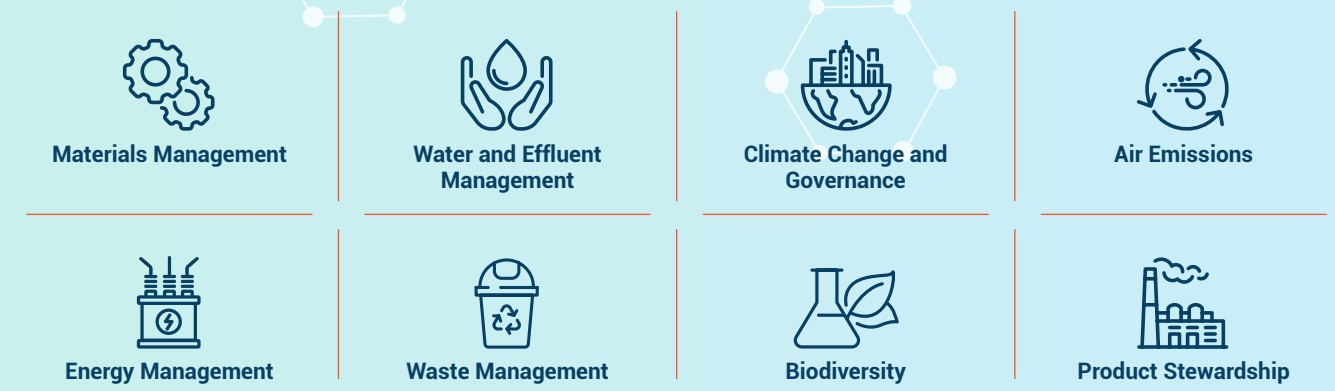 Materials Management
Water and Effluent
Management
Climate Change and
Governance
Air Emissions
Energy Management
Waste Management
Biodiversity
Product Stewardship